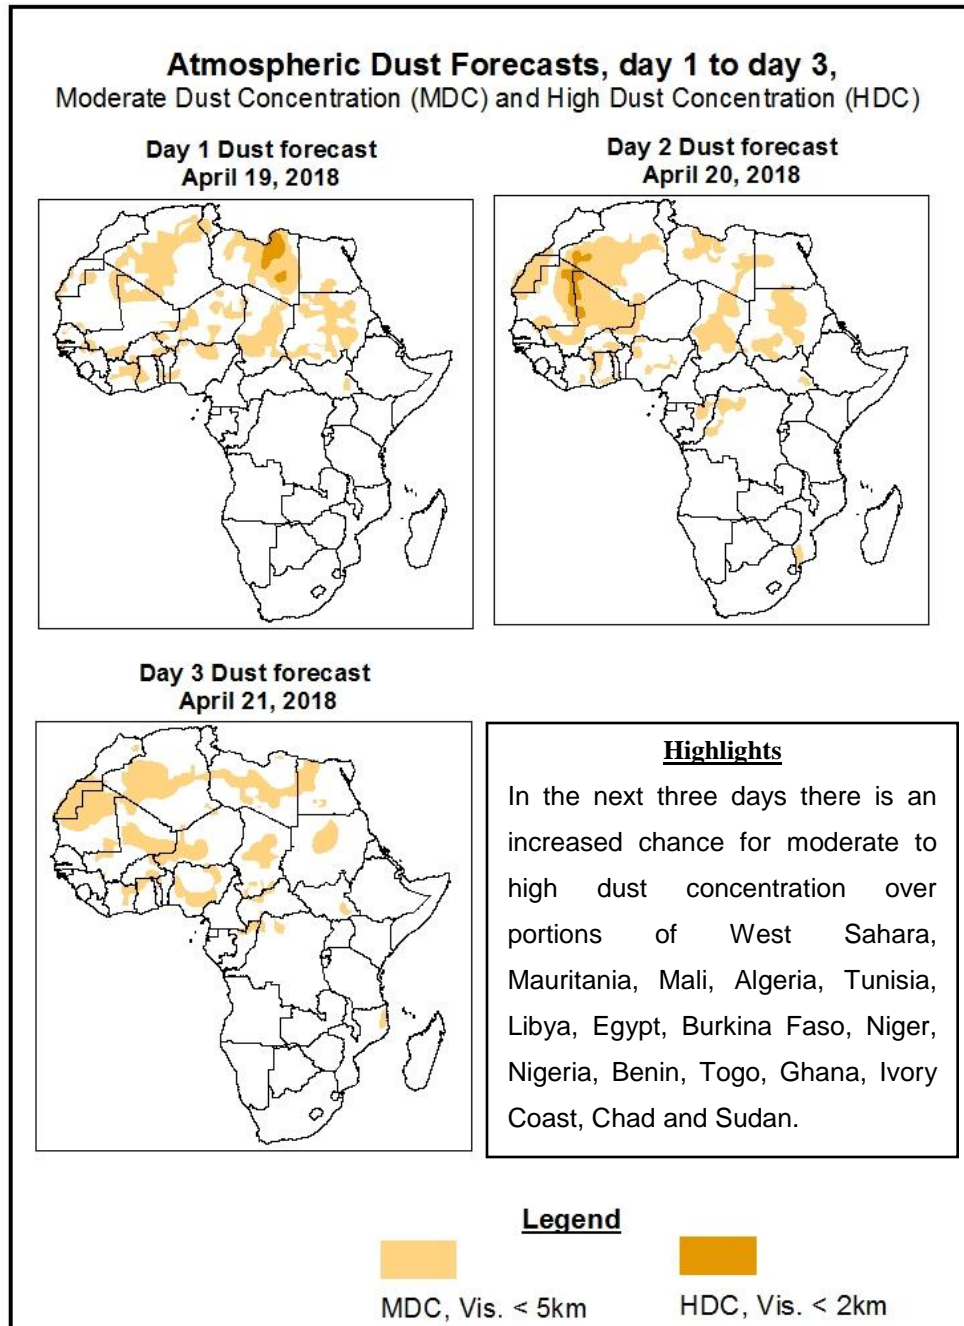 Atmospheric Dust Forecasts, day 1 to day 3,
Moderate Dust Concentration (MDC) and High Dust Concentration (HDC)
Day 1 Dust forecast
April 19, 2018
Day 2 Dust forecast
April 20, 2018
Day 3 Dust forecast
April 21, 2018
Highlights
In the next three days there is an
increased chance for moderate to
high dust concentration over
portions of West Sahara,
Mauritania, Mali, Algeria, Tunisia,
Libya, Egypt, Burkina Faso, Niger,
Nigeria, Benin, Togo, Ghana, Ivory
Coast, Chad and Sudan.
Legend
MDC, Vis. < 5km
HDC, Vis. < 2km